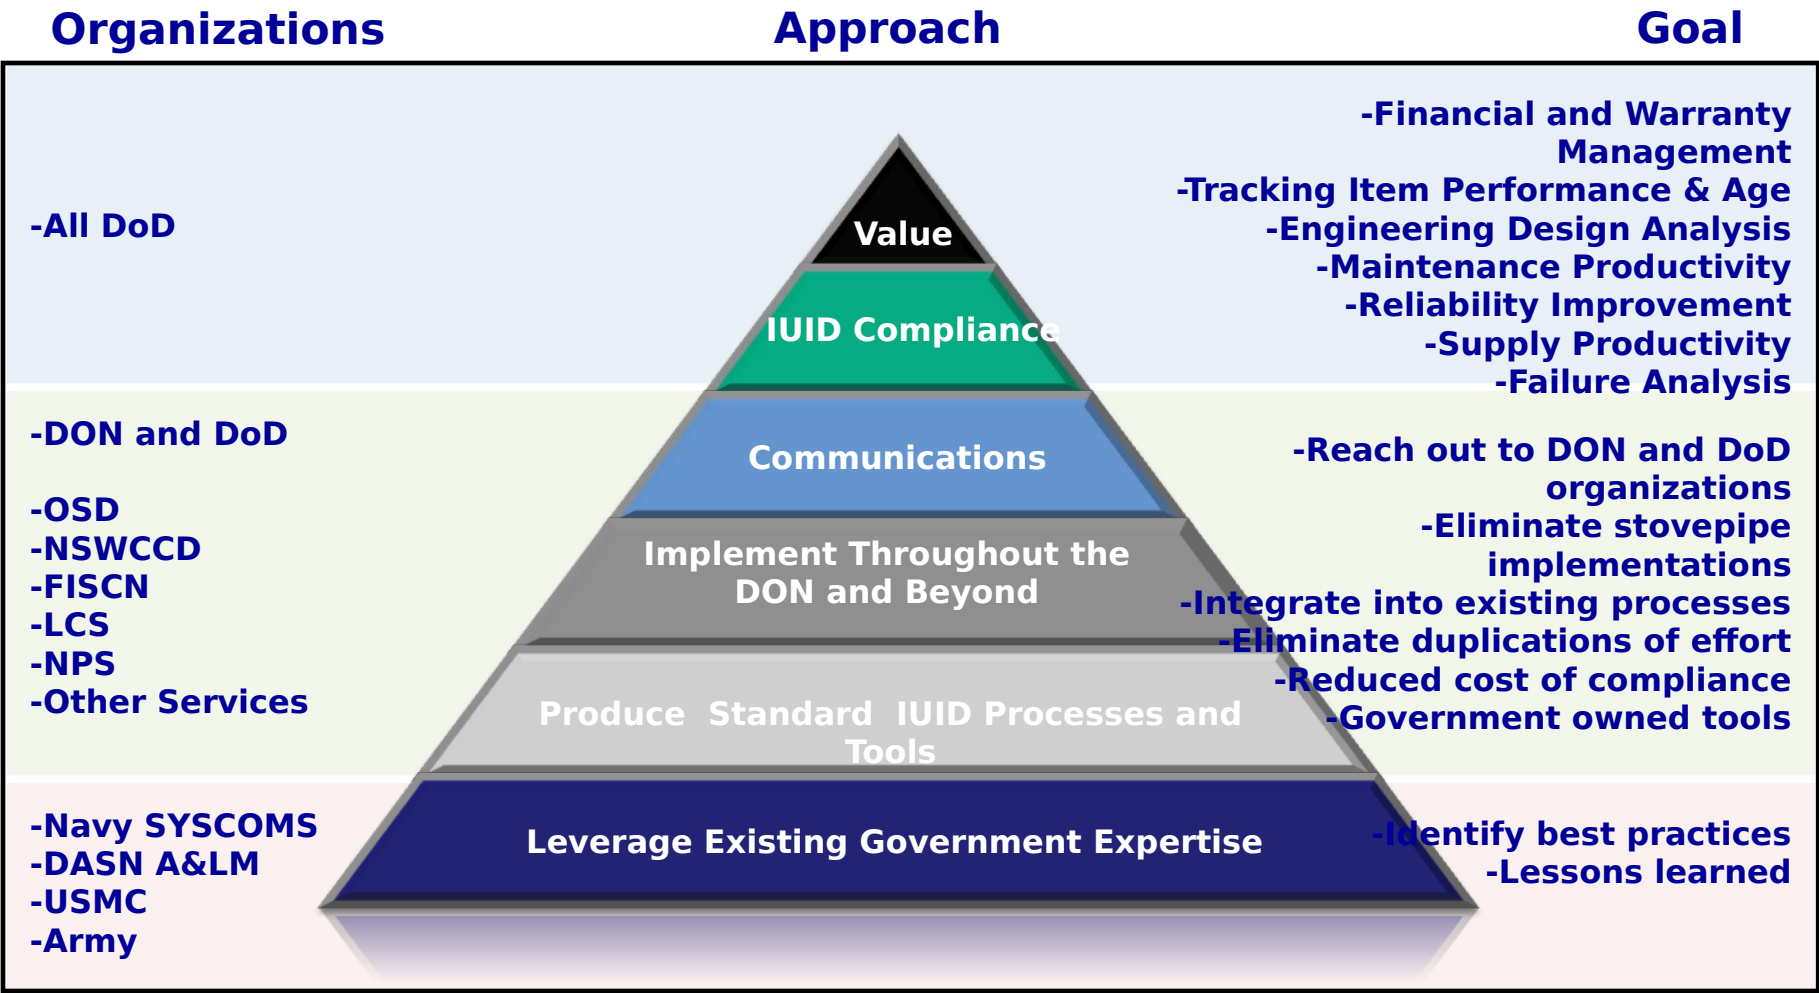 Organizations
Approach
Goal
-All DoD
-DON and DoD
-OSD
-NSWCCD
-FISCN
-LCS
-NPS
-Other Services
-Navy SYSCOMS
-DASN A&LM
-USMC
-Army
Value
IUID Compliance
Communications
Implement Throughout the
DON and Beyond
Produce  Standard  IUID Processes and
Tools
Leverage Existing Government Expertise
-Financial and Warranty
Management
-Tracking Item Performance & Age
-Engineering Design Analysis
-Maintenance Productivity
-Reliability Improvement
-Supply Productivity
-Failure Analysis
-Reach out to DON and DoD
organizations
-Eliminate stovepipe
implementations
-Integrate into existing processes
-Eliminate duplications of effort
-Reduced cost of compliance
-Government owned tools
-Identify best practices
-Lessons learned